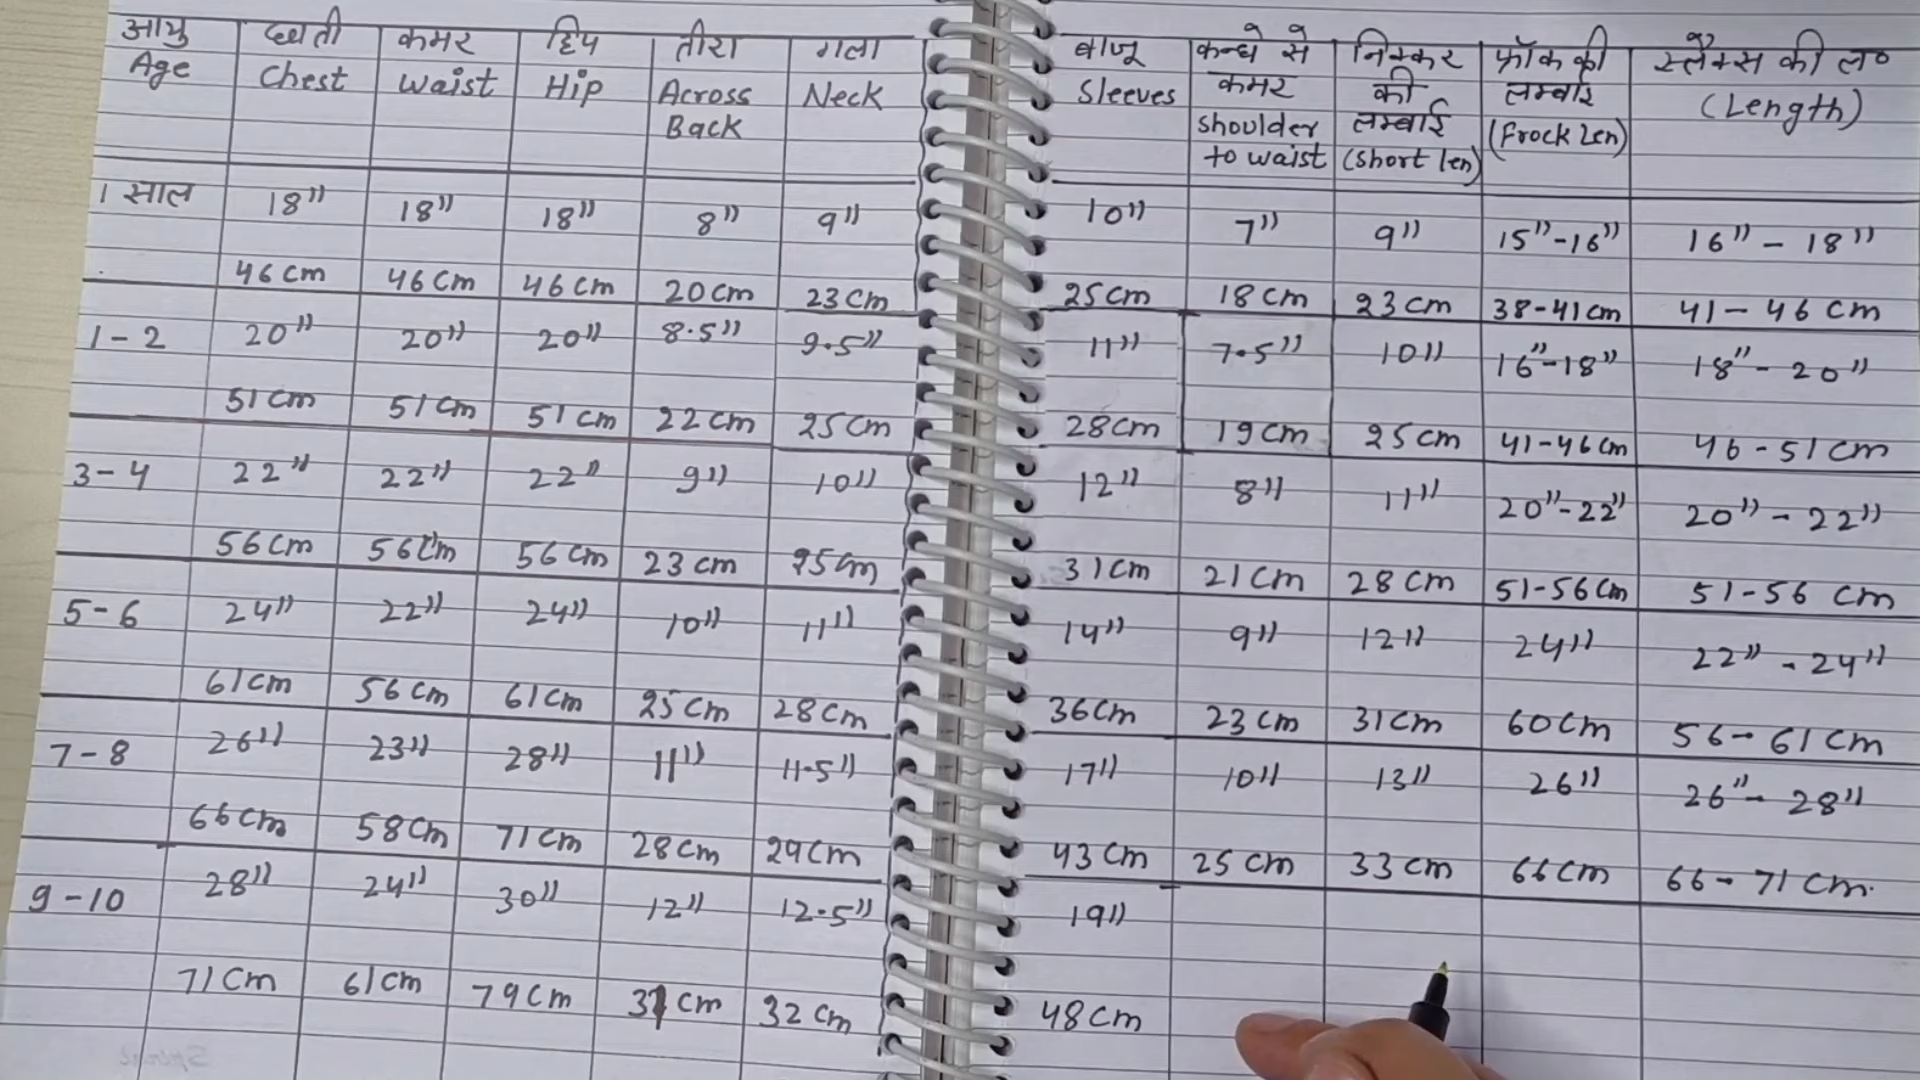 आयु छाती कमर हिप तीरा गला
Age Chest Waist Hip Across Back Neck
1 साल 18" 18" 18" 8" 9"
46 cm 46 cm 46 cm 20 cm 23 cm
1-2 20" 20" 20" 8.5" 9.5"
51 cm 51 cm 51 cm 22 cm 25 cm
3-4 22" 22" 22" 9" 10"
56 cm 56 cm 56 cm 23 cm 25 cm
5-6 24" 22" 24" 10" 11"
61 cm 56 cm 61 cm 25 cm 28 cm
7-8 26" 23" 28" 11" 11.5"
66 cm 58 cm 71 cm 28 cm 29 cm
9-10 28" 24" 30" 12" 12.5"
71 cm 61 cm 79 cm 31 cm 32 cm
बाजू कन्धे से कमर निक्कर की लम्बाई फ्रॉक की लम्बाई स्लैक्स की ल०
Sleeves shoulder to waist (short len) (Frock Len) (Length)
10" 7" 9" 15"-16" 16" - 18"
25 cm 18 cm 23 cm 38-41 cm 41-46 cm
11" 7.5" 10" 16"-18" 18" - 20"
28 cm 19 cm 25 cm 41-46 cm 46-51 cm
12" 8" 11" 20"-22" 20" - 22"
31 cm 21 cm 28 cm 51-56 cm 51-56 cm
14" 9" 12" 24" 22" - 24"
36 cm 23 cm 31 cm 60 cm 56-61 cm
17" 10" 13" 26" 26" - 28"
43 cm 25 cm 33 cm 66 cm 66-71 cm.
19"
48 cm